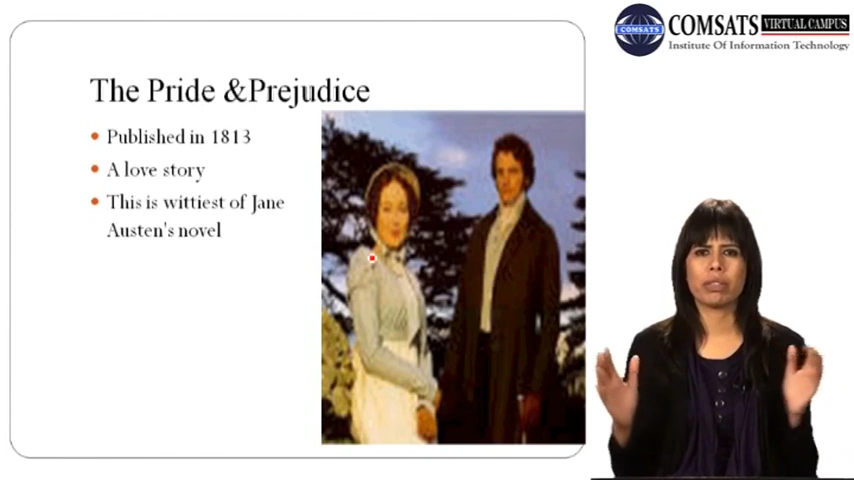 COMSATS VIRTUAL CAMPUS
COMSATS
Institute Of Information Technology
The Pride &Prejudice
Published in 1813
A love story
This is wittiest of Jane
Austen's novel